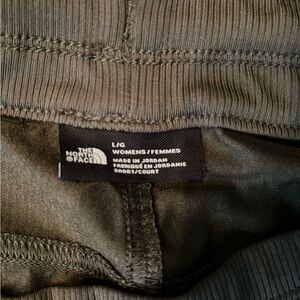 THE
NORTH
FACE
L/G
WOMENS/FEMMES
MADE IN JORDAN
FABRIQUÉ EN JORDANIE
SHORT/COURT